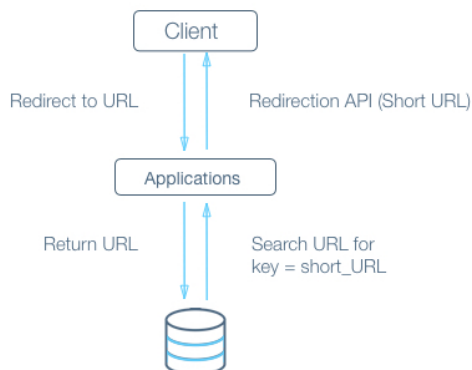 Client
Redirect to URL
Redirection API (Short URL)
Applications
Return URL
Search URL for
key = short_URL